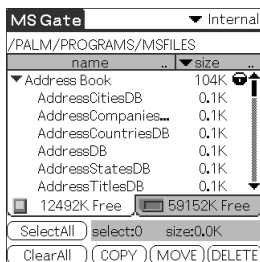 MS Gate ▼ Internal
/PALM/PROGRAMS/MSFILES
name .. ▼size ..
▼Address Book 104K
AddressCitiesDB 0.1K
AddressCompanies... 0.1K
AddressCountriesDB 0.1K
AddressDB 0.1K
AddressStatesDB 0.1K
AddressTitlesDB 0.1K
12492K Free 59152K Free
SelectAll select:0 size:0.0K
ClearAll COPY MOVE DELETE